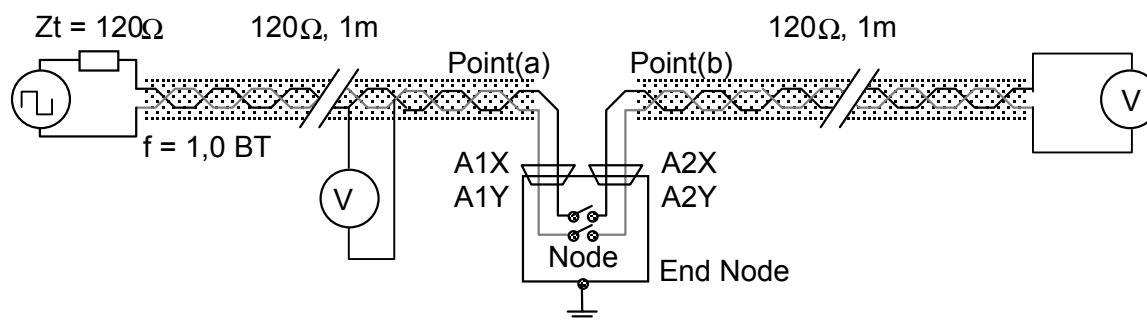 Zt = 120Ω
120Ω, 1m
120Ω, 1m
Point(a)
Point(b)
V
f = 1,0 BT
A1X
A2X
V
A1Y
A2Y
Node
End Node